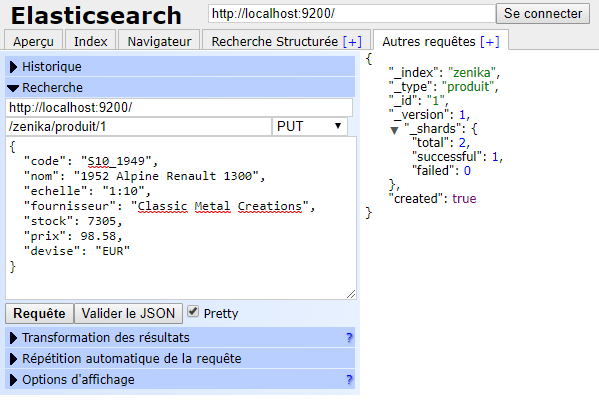 Elasticsearch http://localhost:9200/ Se connecter
Aperçu Index Navigateur Recherche Structurée [+] Autres requêtes [+]
Historique
Recherche
http://localhost:9200/
/zenika/produit/1 PUT
{
"code": "S10_1949",
"nom": "1952 Alpine Renault 1300",
"echelle": "1:10",
"fournisseur": "Classic Metal Creations",
"stock": 7305,
"prix": 98.58,
"devise": "EUR"
}
Requête Valider le JSON Pretty
Transformation des résultats ?
Répétition automatique de la requête
Options d'affichage ?
{
"_index": "zenika",
"_type": "produit",
"_id": "1",
"_version": 1,
"_shards": {
"total": 2,
"successful": 1,
"failed": 0
},
"created": true
}